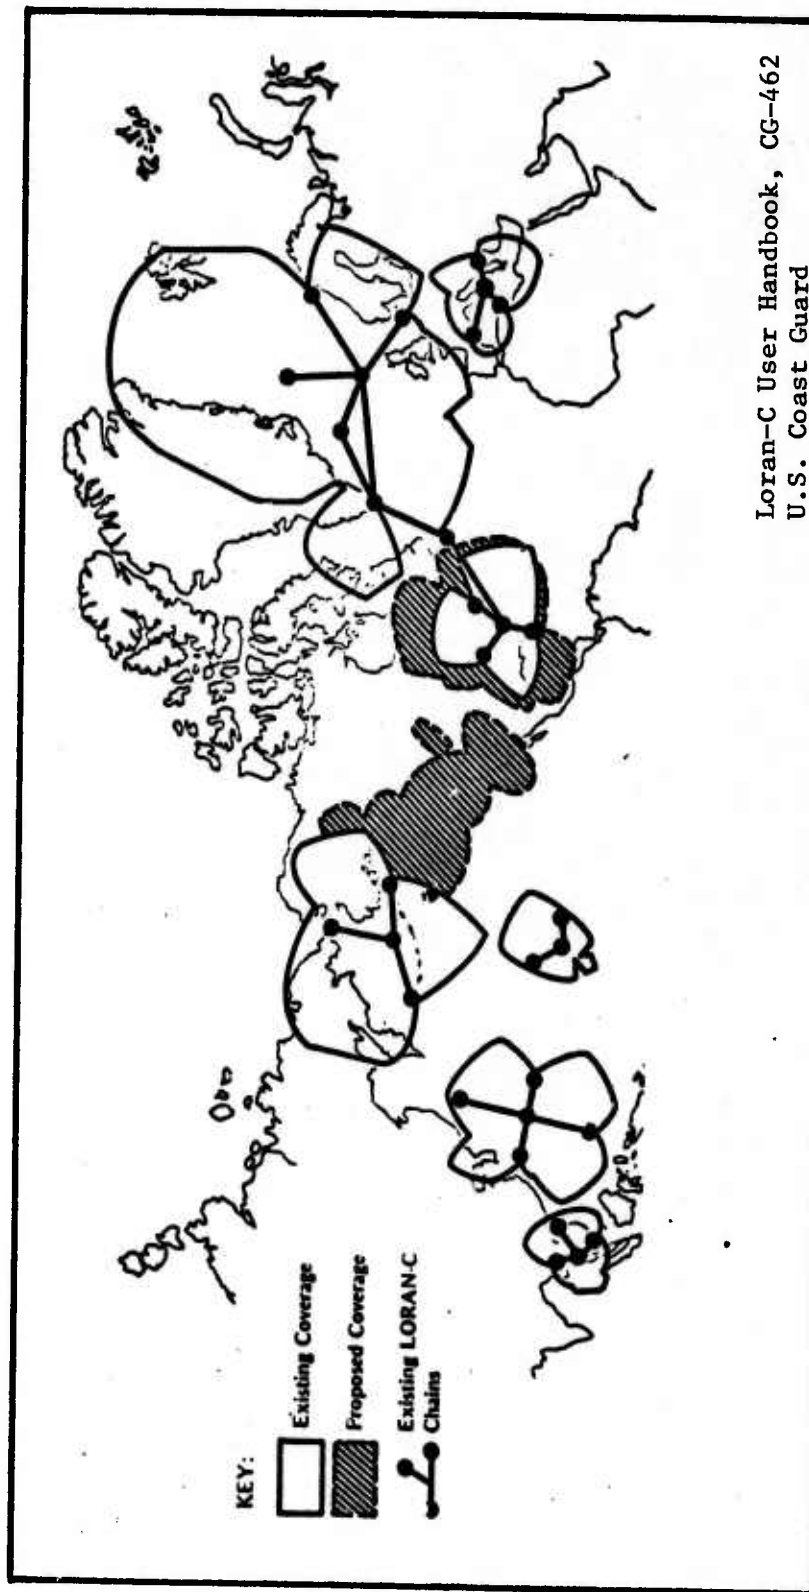 KEY:
Existing Coverage
Proposed Coverage
Existing LORAN-C
Chains
Loran-C User Handbook, CG-462
U.S. Coast Guard